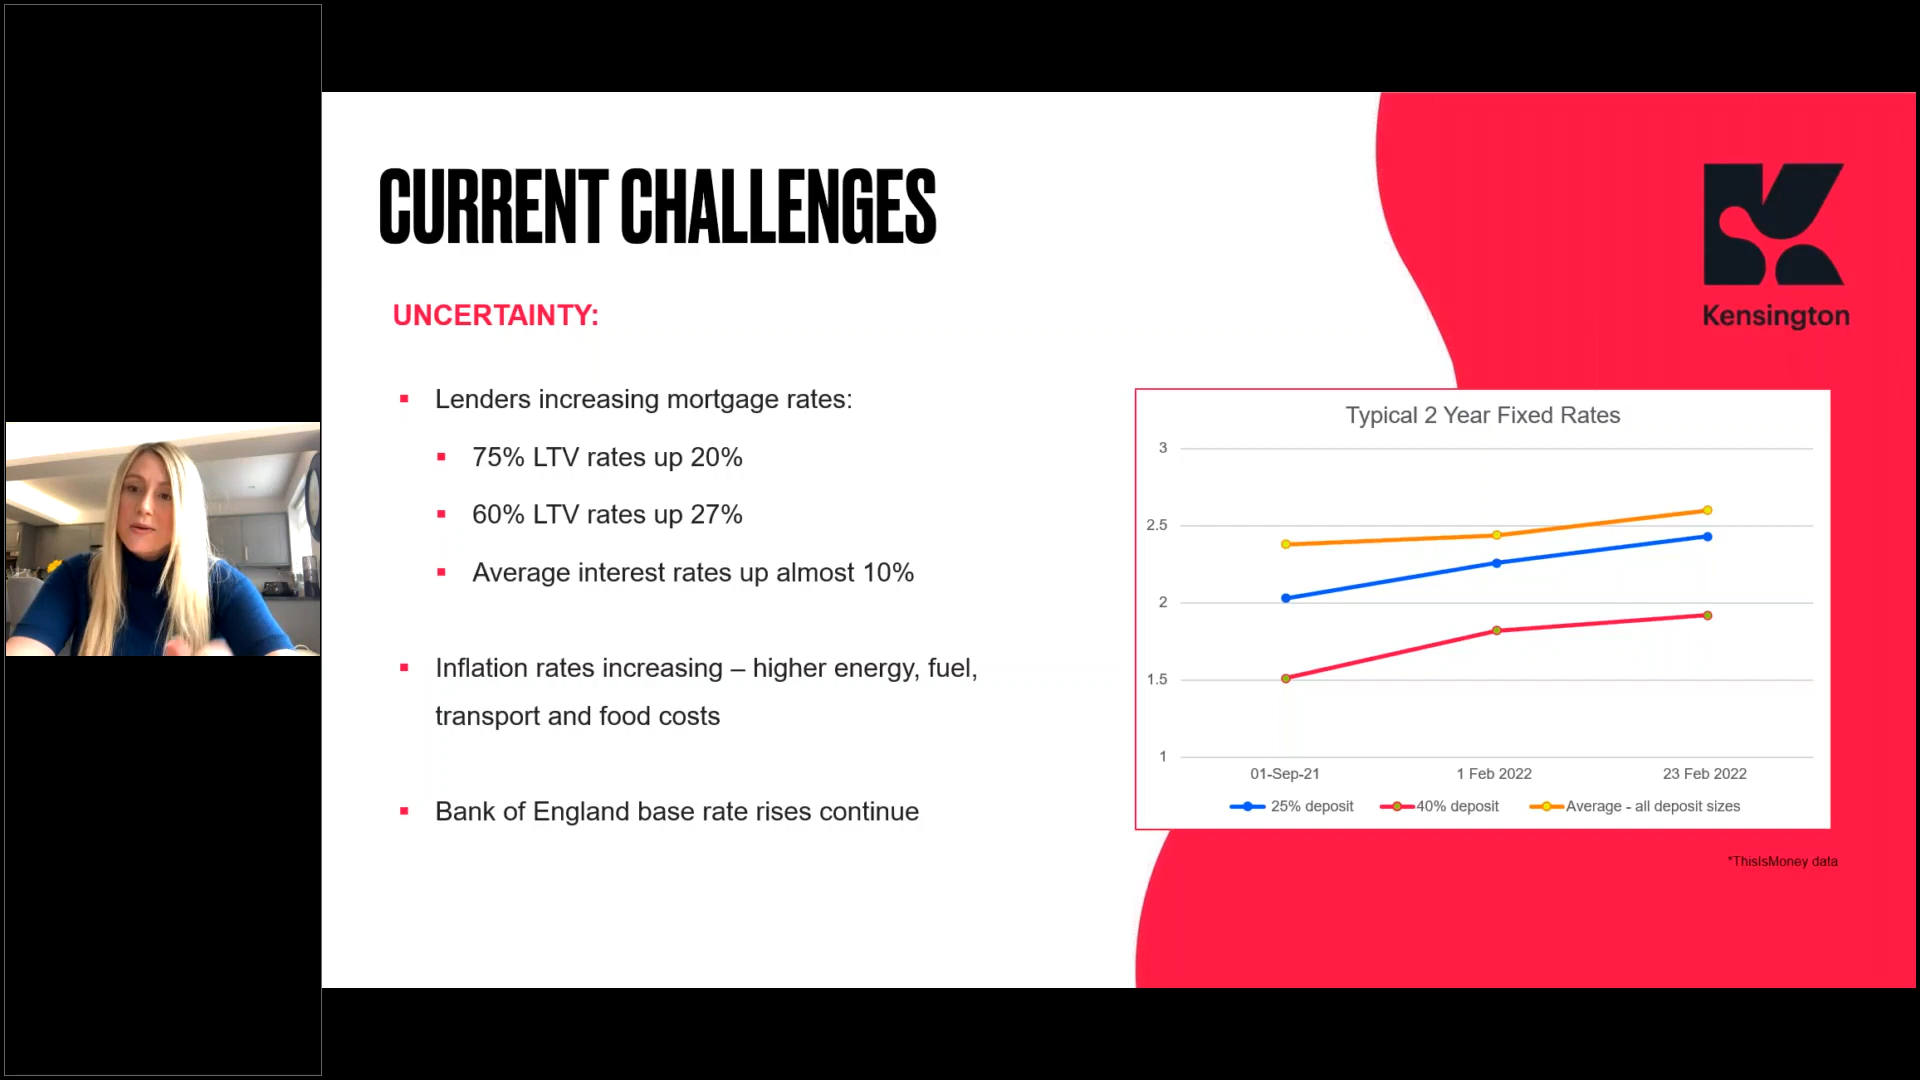 CURRENT CHALLENGES
Kensington
UNCERTAINTY:
Lenders increasing mortgage rates:
75% LTV rates up 20%
60% LTV rates up 27%
Average interest rates up almost 10%
Inflation rates increasing – higher energy, fuel,
transport and food costs
Bank of England base rate rises continue
Typical 2 Year Fixed Rates
3
2.5
2
1.5
1
01-Sep-21 1 Feb 2022 23 Feb 2022
25% deposit 40% deposit Average - all deposit sizes
*ThisIsMoney data